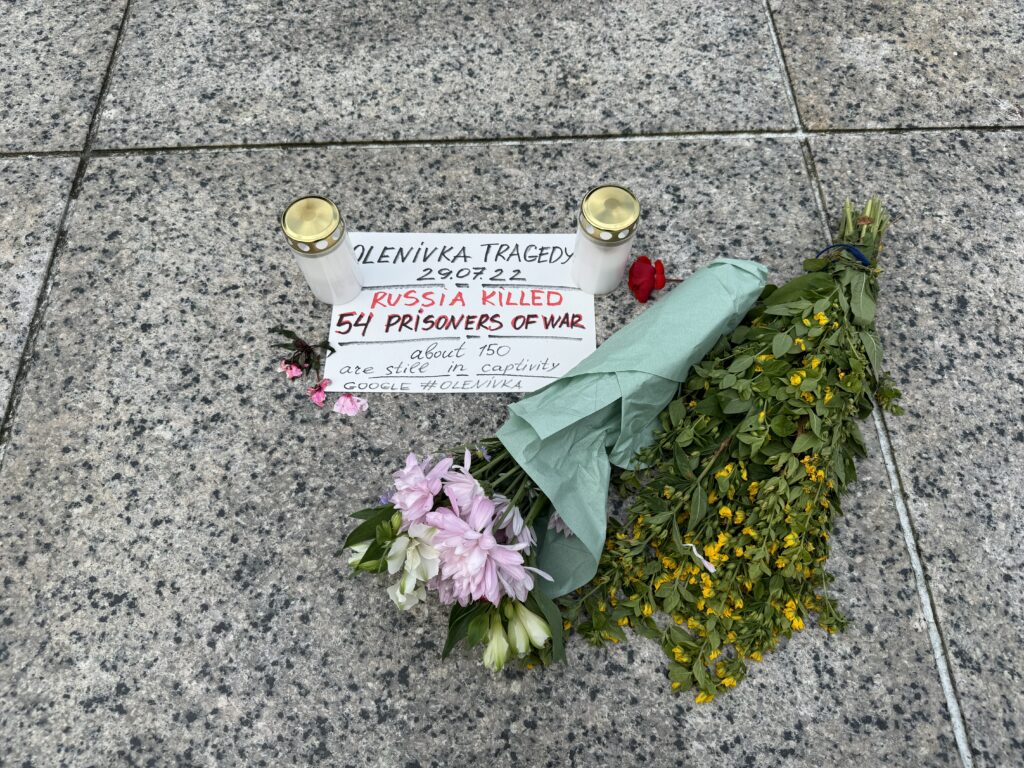 OLENIVKA TRAGEDY
29.07.22
RUSSIA KILLED
54 PRISONERS OF WAR
about 150
are still in captivity
GOOGLE #OLENIVKA